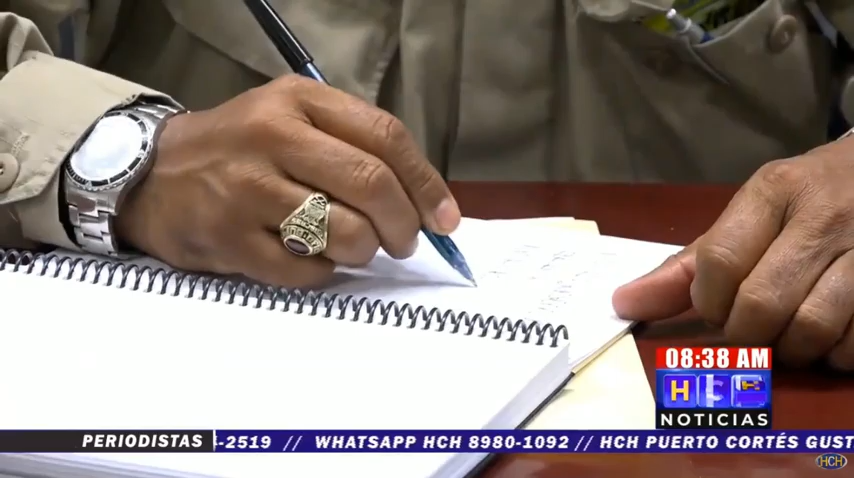 08:38 AM
HCH
NOTICIAS
PERIODISTAS
-2519 // WHATSAPP HCH 8980-1092 // HCH PUERTO CORTÉS GUST
HCH